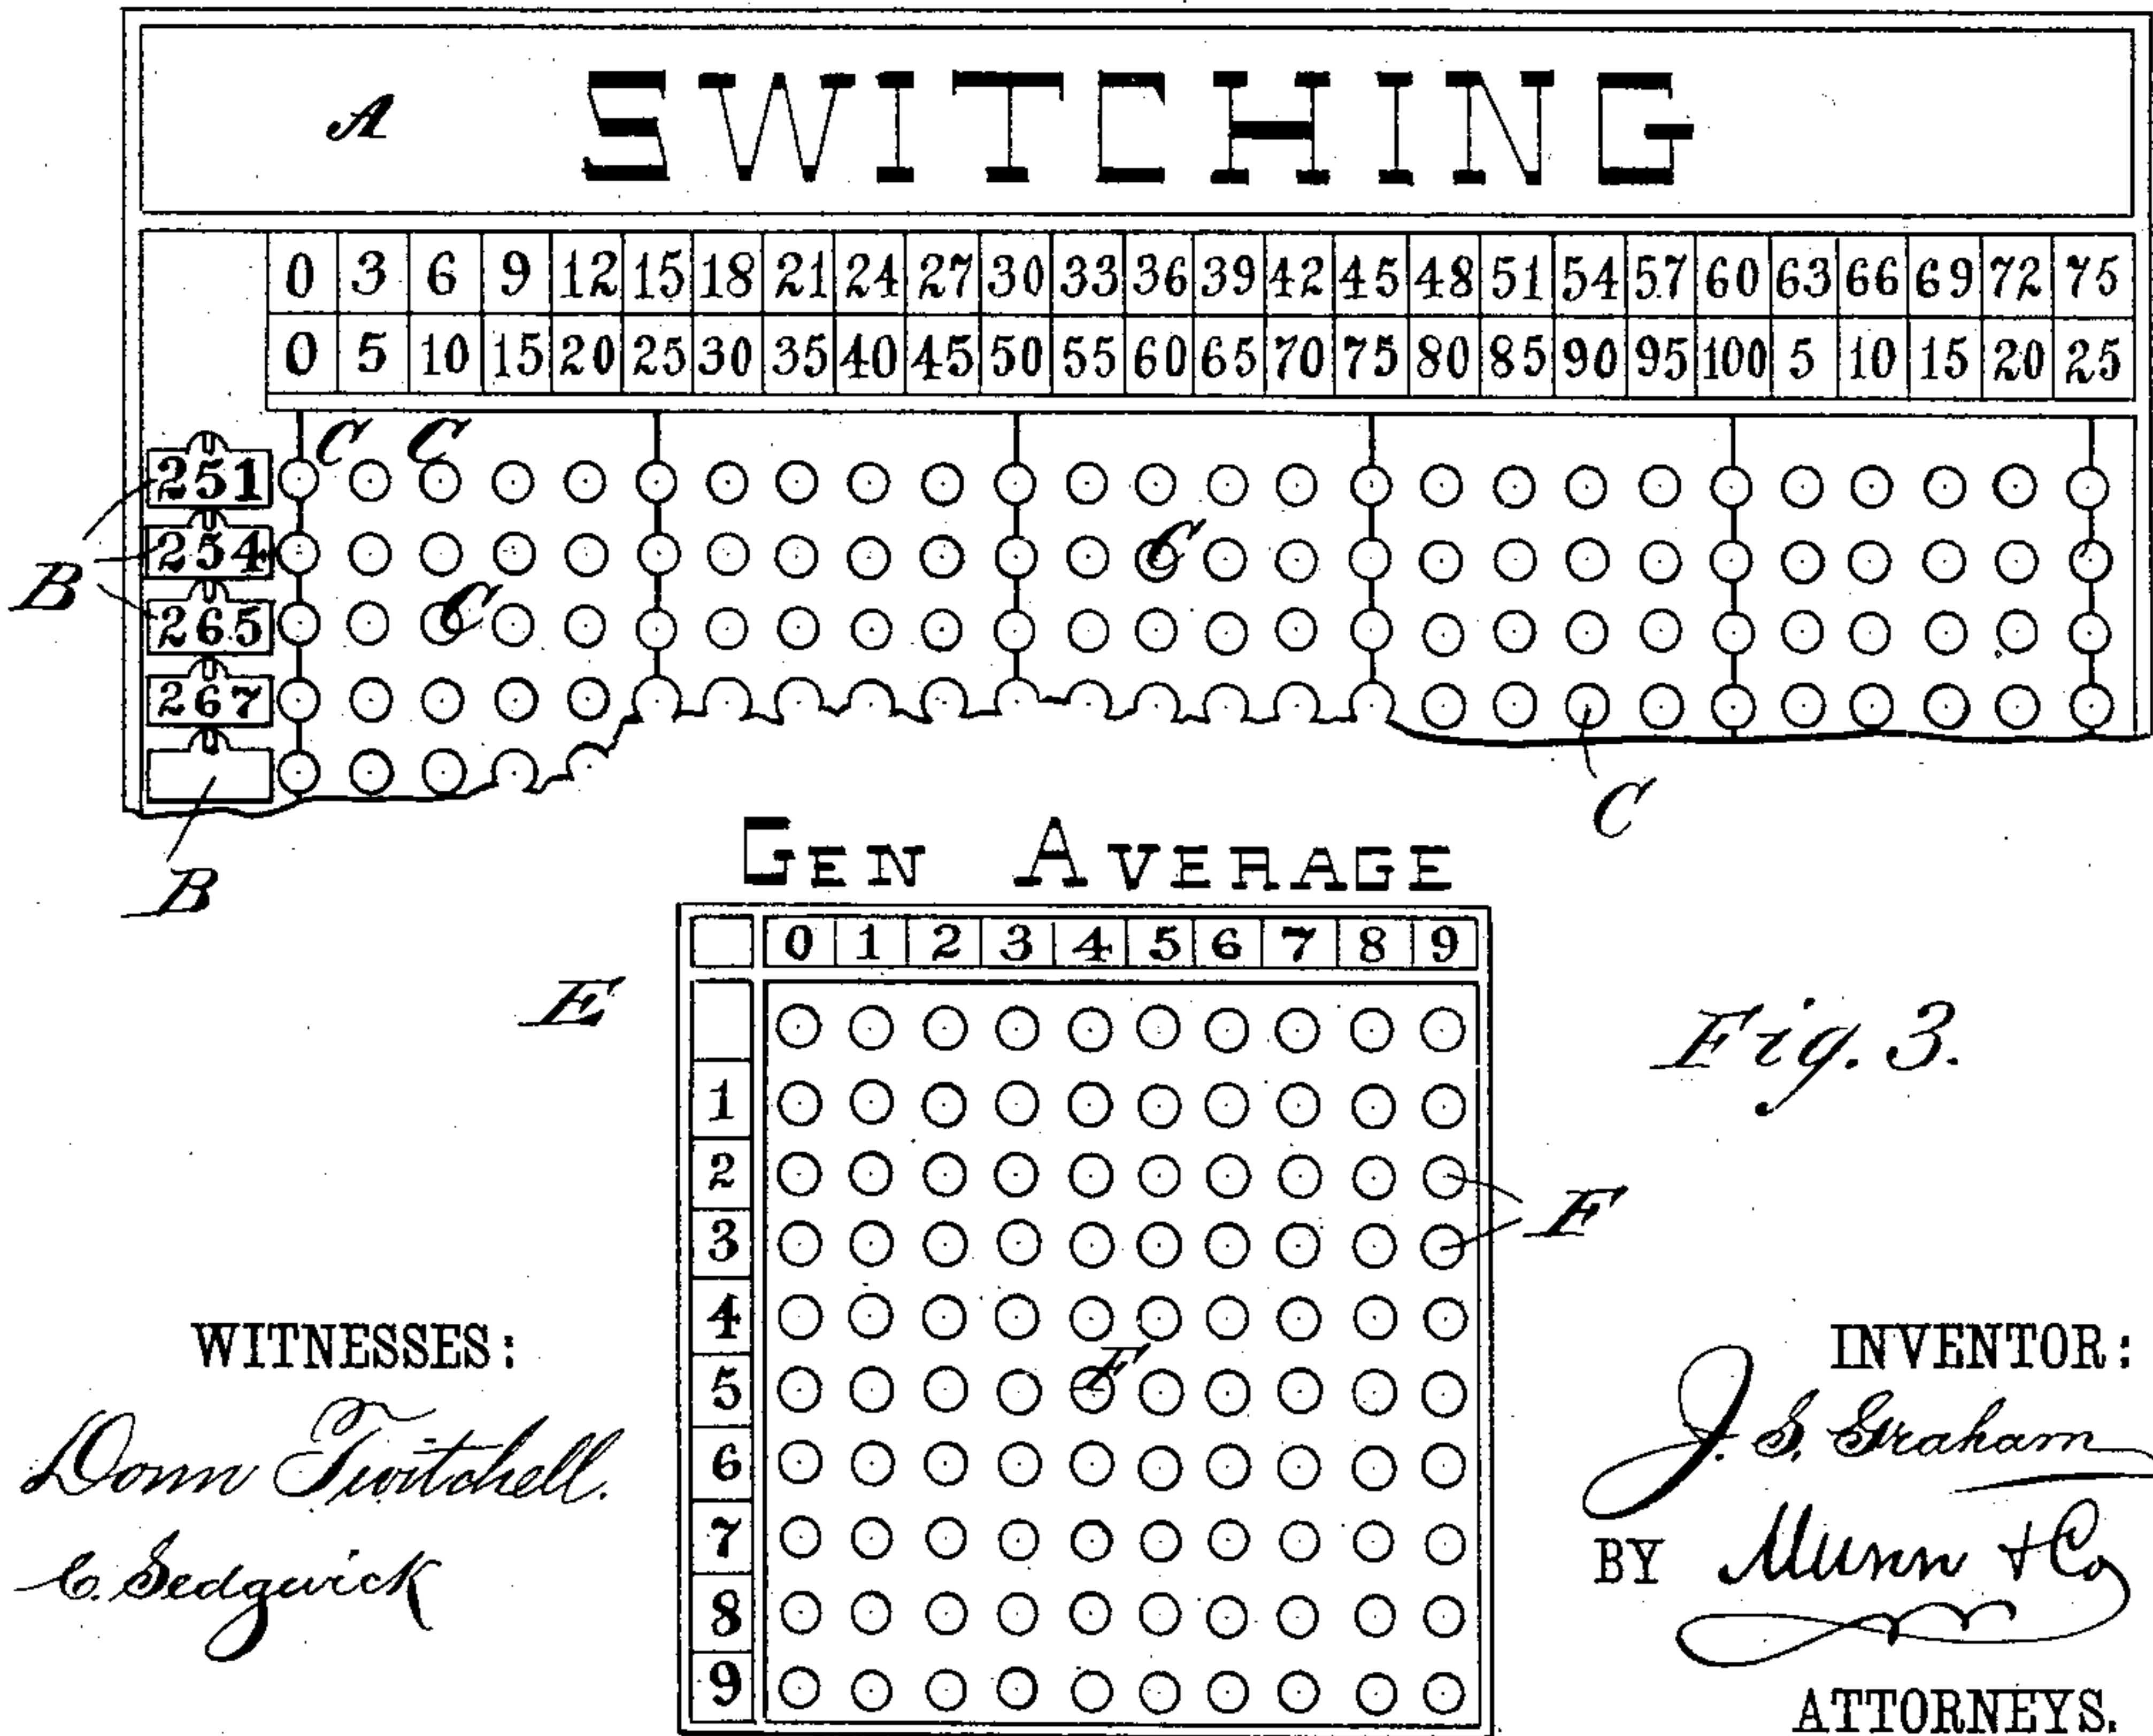 A SWITCHING
0 3 6 9 12 15 18 21 24 27 30 33 36 39 42 45 48 51 54 57 60 63 66 69 72 75
0 5 10 15 20 25 30 35 40 45 50 55 60 65 70 75 80 85 90 95 100 5 10 15 20 25
C C
251
254 C
B
265 C
267
C
B
GEN AVERAGE
0 1 2 3 4 5 6 7 8 9
E
Fig. 3.
1
2
F
3
4
F
5
6
7
8
9
WITNESSES:
Donn Twitchell.
C. Sedgwick
INVENTOR:
J. S. Graham
BY Munn & Co
ATTORNEYS.